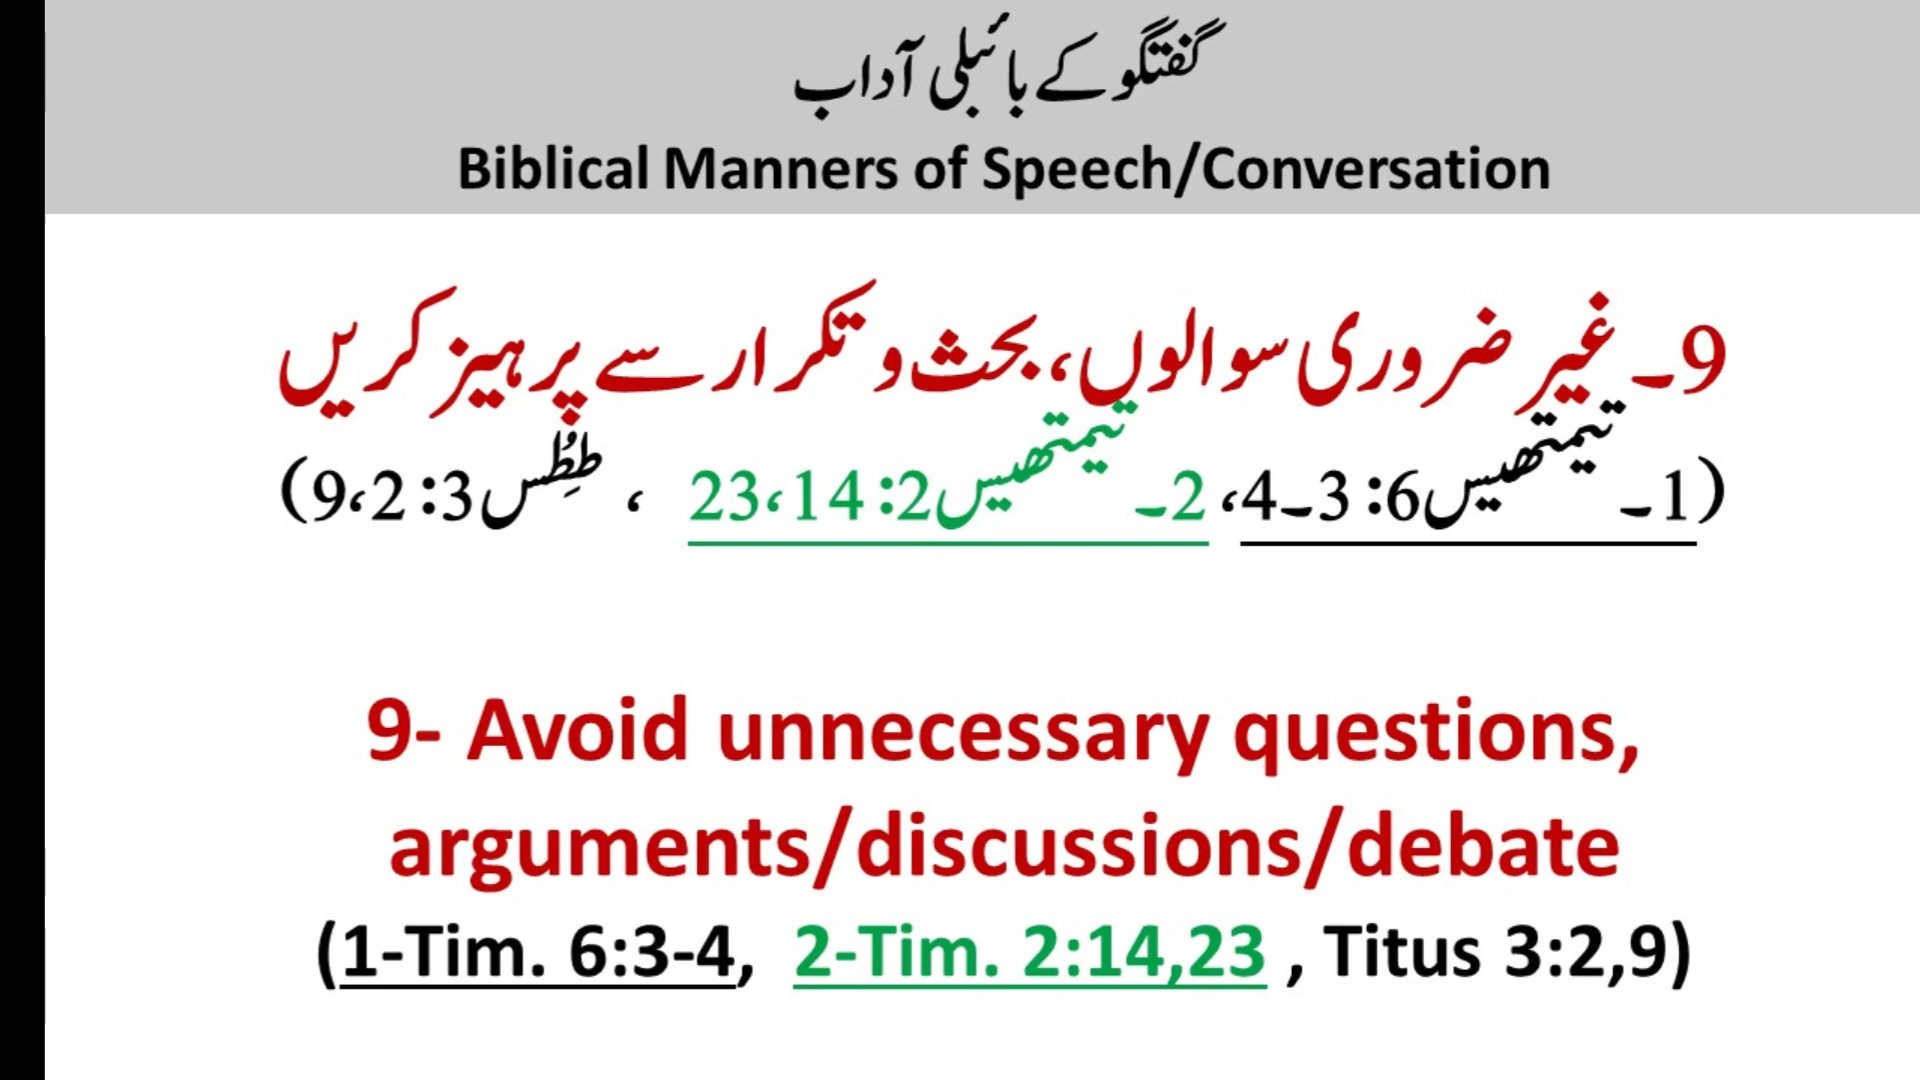 گفتگو کے بائبلی آداب
Biblical Manners of Speech/Conversation
9۔ غیر ضروری سوالوں، بحث و تکرار سے پرہیز کریں
(1۔ تیمتھیس6: 3۔4، 2۔ تیمتھیس2: 14،23 ، طِطُس3: 2،9)
9- Avoid unnecessary questions,
arguments/discussions/debate
(1-Tim. 6:3-4, 2-Tim. 2:14,23 , Titus 3:2,9)